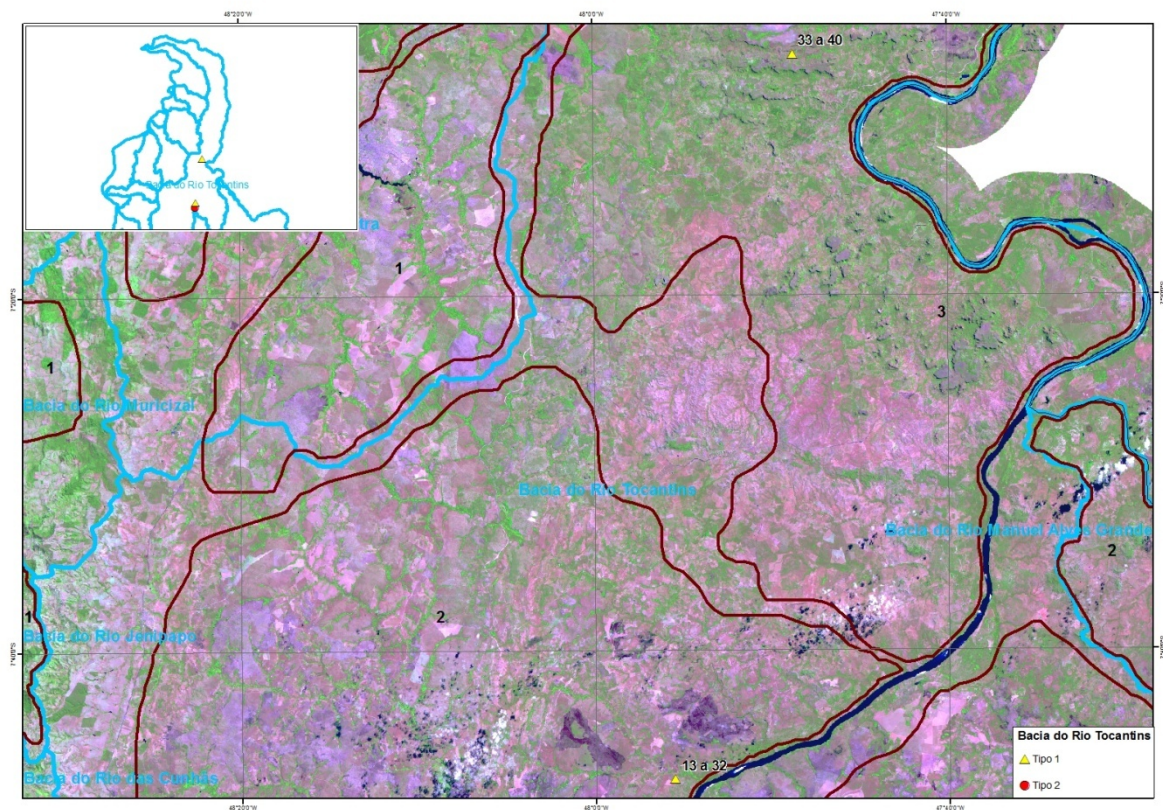 48°20'0"W
48°0'0"W
47°40'0"W
33 a 40
Bacia do Rio Tocantins
ira
1
3
1
Bacia do Rio Muricizal
Bacia do Rio Tocantins
Bacia do Rio Manuel Alves Grande
2
1
2
Bacia do Rio Jenipapo
Bacia do Rio das Cunhãs
13 a 32
Bacia do Rio Tocantins
Tipo 1
Tipo 2
48°20'0"W
48°0'0"W
47°40'0"W